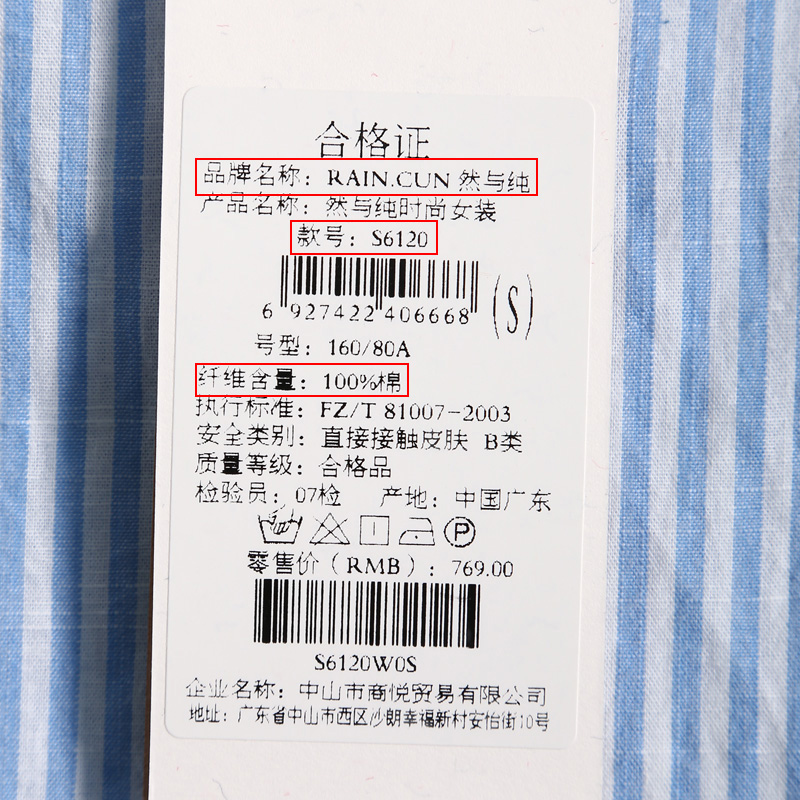 合格证
品牌名称：RAIN.CUN 然与纯
产品名称：然与纯时尚女装
款号：S6120
6 927422 406668 (S)
号型：160/80A
纤维含量：100%棉
执行标准：FZ/T 81007-2003
安全类别：直接接触皮肤 B类
质量等级：合格品
检验员：07检 产地：中国广东
P
零售价（RMB）：769.00
S6120W0S
企业名称：中山市商悦贸易有限公司
地址：广东省中山市西区沙朗幸福新村安怡街10号